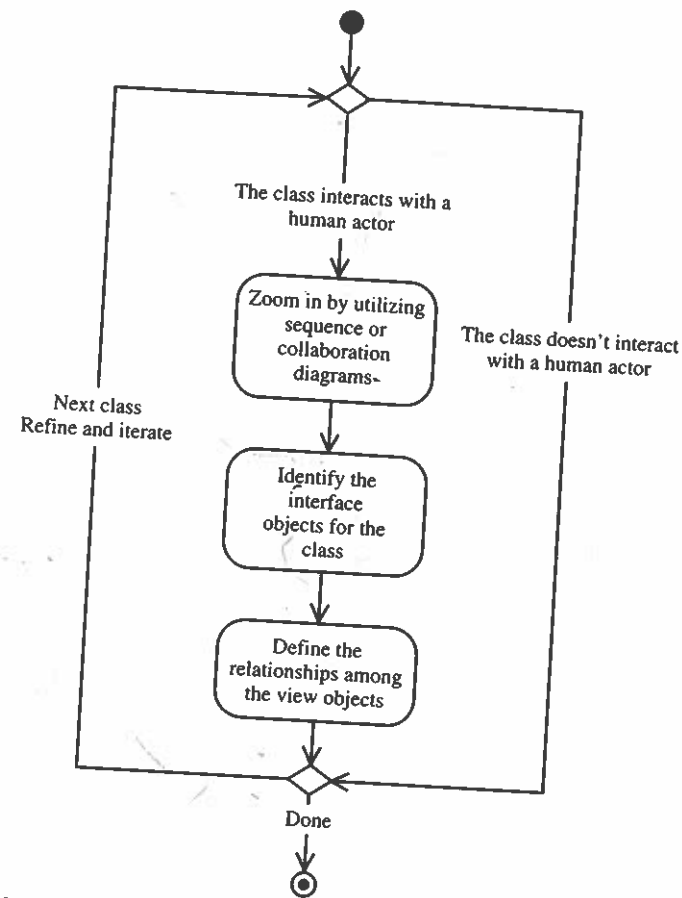 The class interacts with a
human actor
Zoom in by utilizing
sequence or
collaboration
diagrams-
The class doesn't interact
with a human actor
Next class
Refine and iterate
Identify the
interface
objects for the
class
Define the
relationships among
the view objects
Done